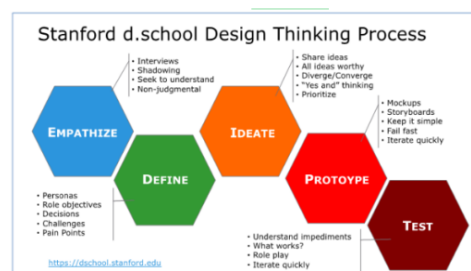 Stanford d.school Design Thinking Process
• Interviews
• Shadowing
• Seek to understand
• Non-judgmental
• Share ideas
• All ideas worthy
• Diverge/Converge
• "Yes and" thinking
• Prioritize
• Mockups
• Storyboards
• Keep it simple
• Fail fast
• Iterate quickly
EMPATHIZE
DEFINE
IDEATE
PROTOYPE
TEST
• Personas
• Role objectives
• Decisions
• Challenges
• Pain Points
• Understand impediments
• What works?
• Role play
• Iterate quickly
https://dschool.stanford.edu